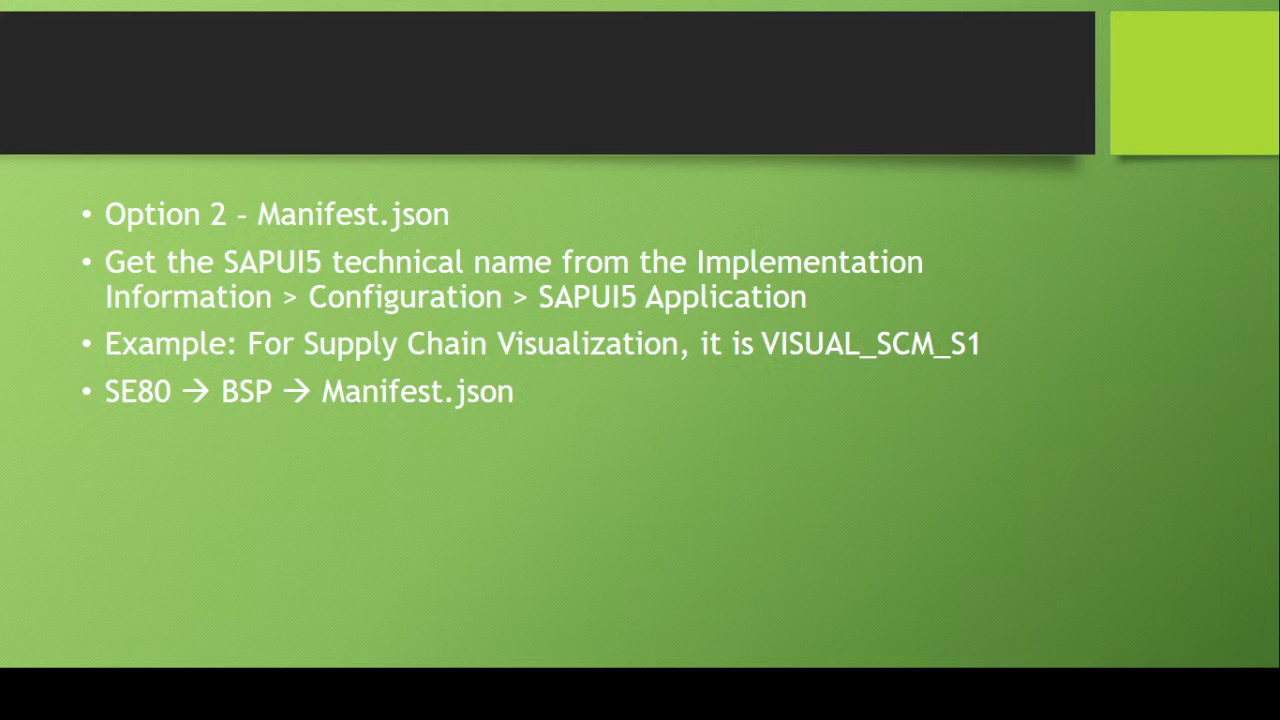 • Option 2 – Manifest.json
• Get the SAPUI5 technical name from the Implementation
Information > Configuration > SAPUI5 Application
• Example: For Supply Chain Visualization, it is VISUAL_SCM_S1
• SE80 → BSP → Manifest.json